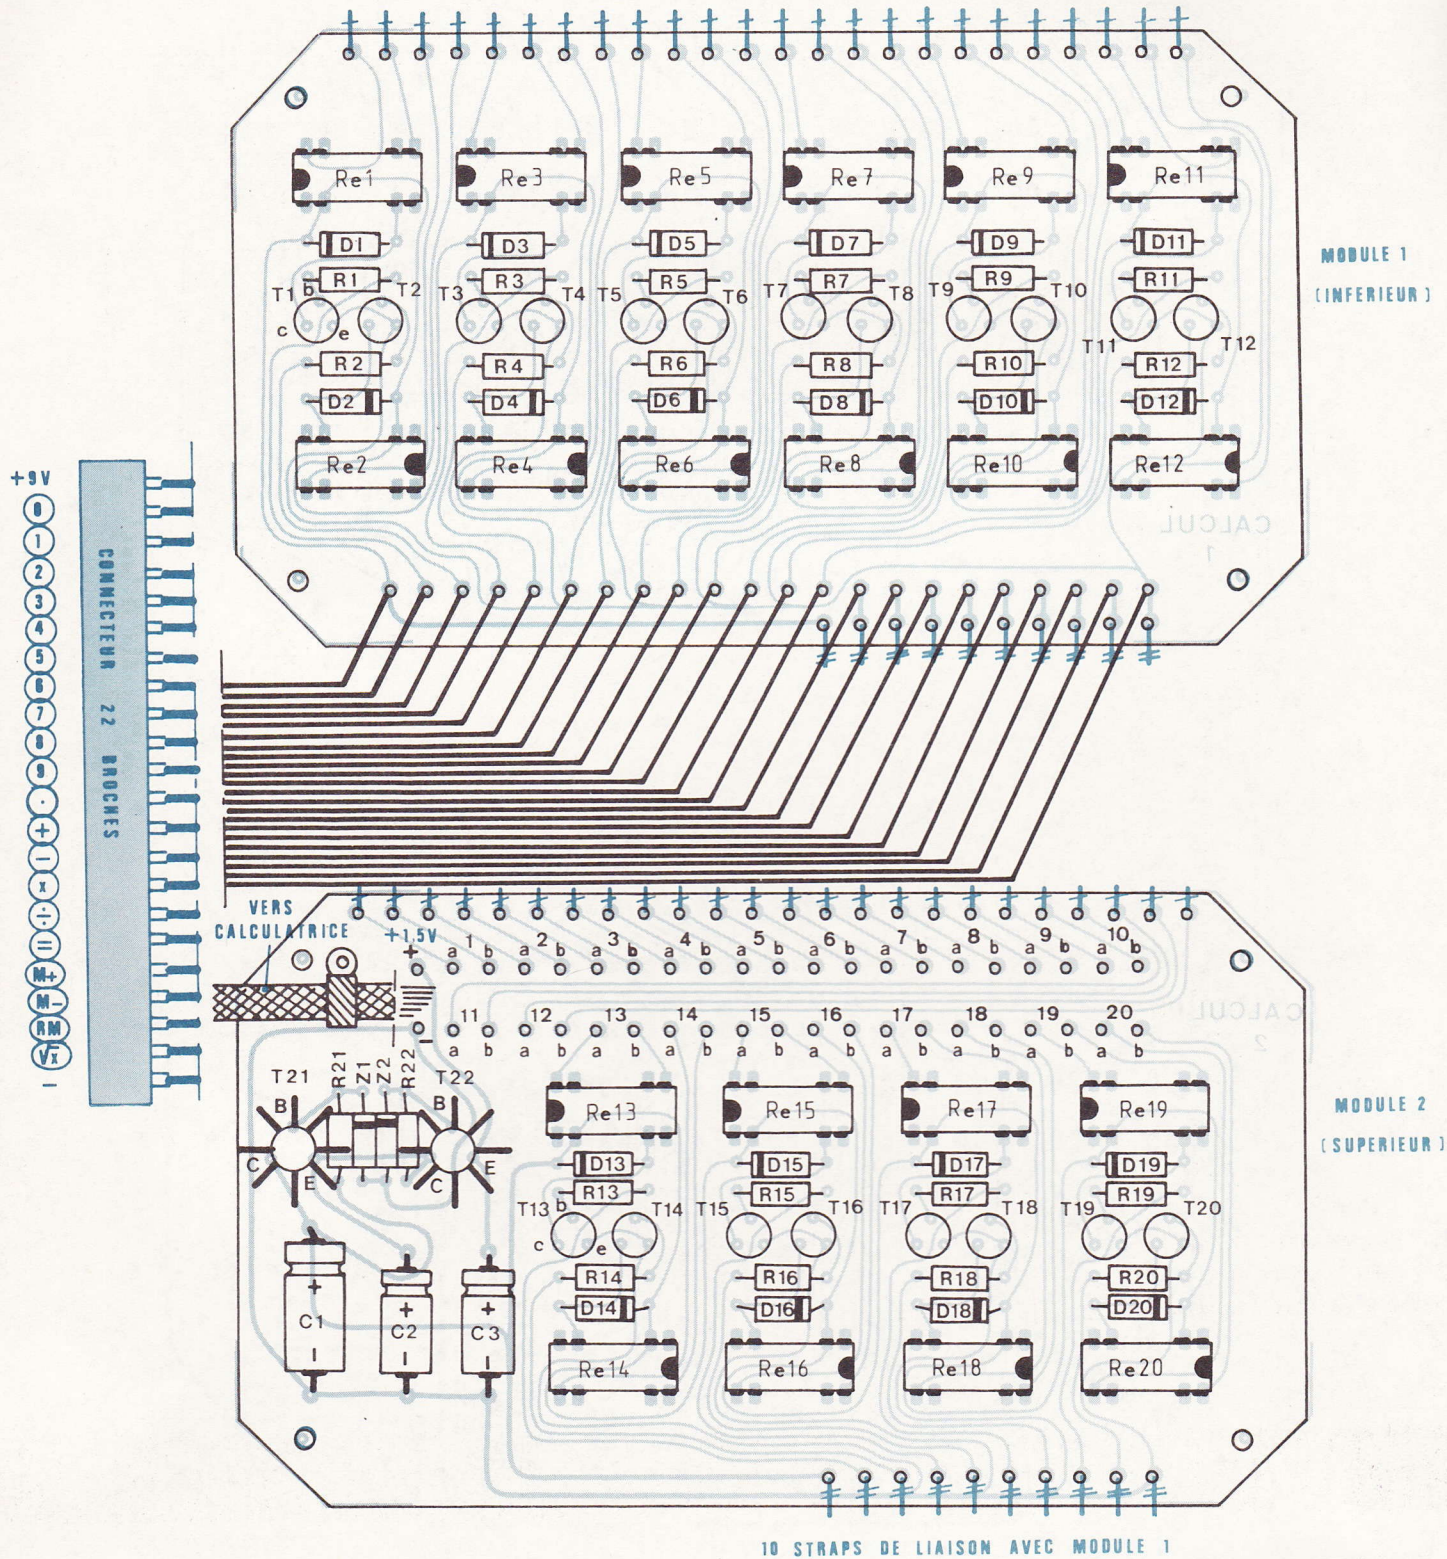 Re1 Re3 Re5 Re7 Re9 Re11
D1 D3 D5 D7 D9 D11
MODULE 1
(INFERIEUR)
R1 R3 R5 R7 R9 R11
T1 b T2 T3 T4 T5 T6 T7 T8 T9 T10
c e
T11 T12
R2 R4 R6 R8 R10 R12
D2 D4 D6 D8 D10 D12
Re2 Re4 Re6 Re8 Re10 Re12
CALCUL
1
+9V
0
1
2
3
4
5
6
7
8
9
.
+
−
x
÷
=
M+
M−
RM
√x
−
CONNECTEUR 22 BROCHES
VERS
CALCULATRICE
+1,5V
+ a 1 b a 2 b a 3 b a 4 b a 5 b a 6 b a 7 b a 8 b a 9 b a 10 b
CALCUL
2
− 11 12 13 14 15 16 17 18 19 20
a b a b a b a b a b a b a b a b a b a b
T21 R21 Z1 Z2 R22 T22
B B
C E C E
Re13 Re15 Re17 Re19
MODULE 2
(SUPERIEUR)
D13 D15 D17 D19
R13 R15 R17 R19
T13 b T14 T15 T16 T17 T18 T19 T20
c e
R14 R16 R18 R20
D14 D16 D18 D20
+ + +
C1 C2 C3
− − −
Re14 Re16 Re18 Re20
10 STRAPS DE LIAISON AVEC MODULE 1